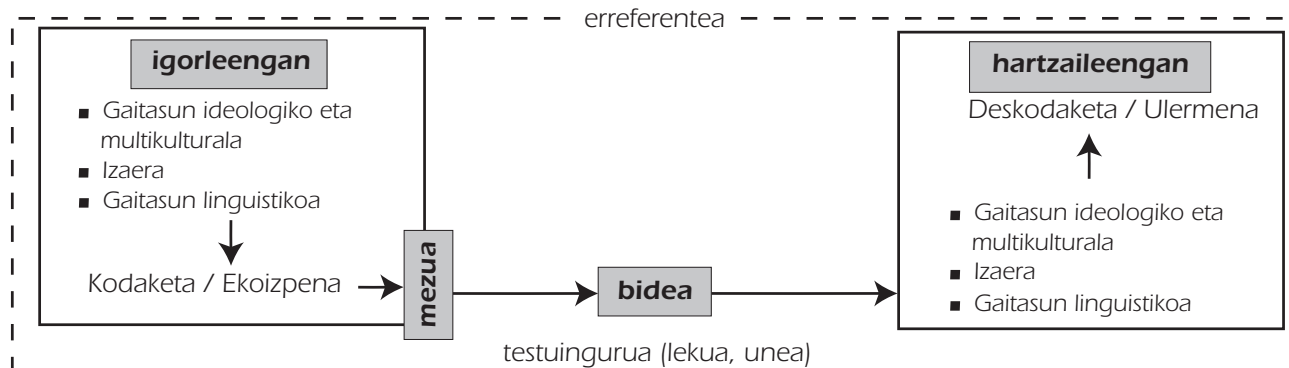 erreferentea
igorleengan
▪ Gaitasun ideologiko eta
multikulturala
▪ Izaera
▪ Gaitasun linguistikoa
Kodaketa / Ekoizpena
mezua
bidea
hartzaileengan
Deskodaketa / Ulermena
▪ Gaitasun ideologiko eta
multikulturala
▪ Izaera
▪ Gaitasun linguistikoa
testuingurua (lekua, unea)